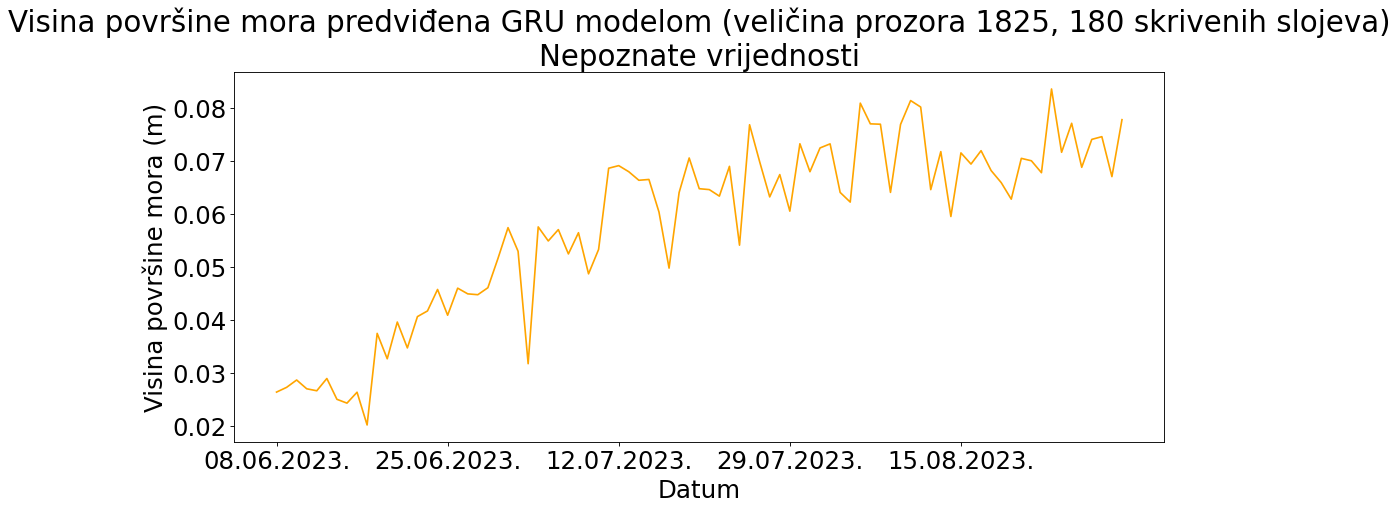 Visina površine mora predviđena GRU modelom (veličina prozora 1825, 180 skrivenih slojeva)
Nepoznate vrijednosti
Visina površine mora (m)
0.08
0.07
0.06
0.05
0.04
0.03
0.02
08.06.2023. 25.06.2023. 12.07.2023. 29.07.2023. 15.08.2023.
Datum